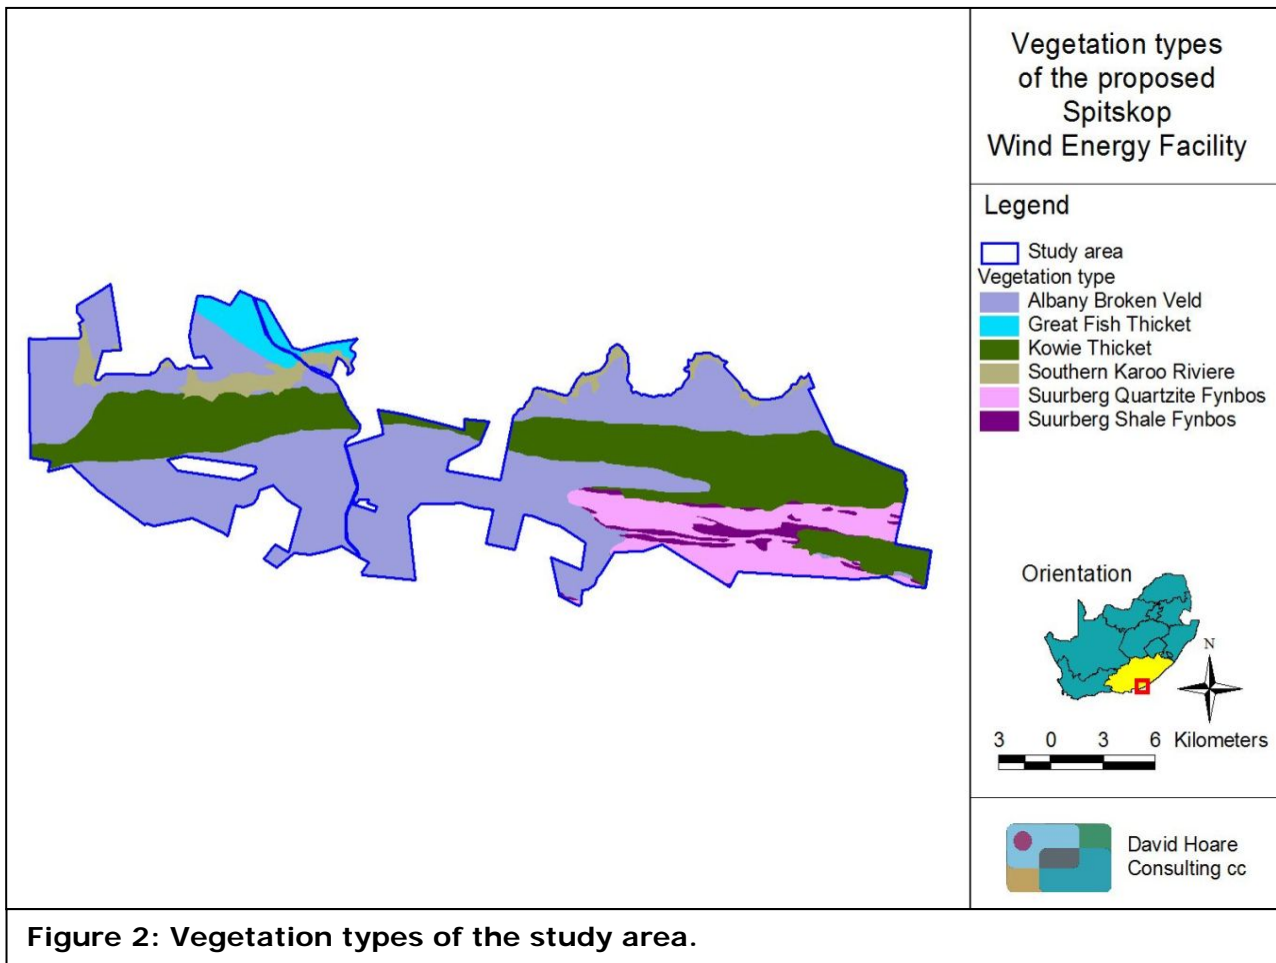 Vegetation types
of the proposed
Spitskop
Wind Energy Facility
Legend
Study area
Vegetation type
Albany Broken Veld
Great Fish Thicket
Kowie Thicket
Southern Karoo Riviere
Suurberg Quartzite Fynbos
Suurberg Shale Fynbos
Orientation
N
3 0 3 6 Kilometers
David Hoare
Consulting cc
Figure 2: Vegetation types of the study area.